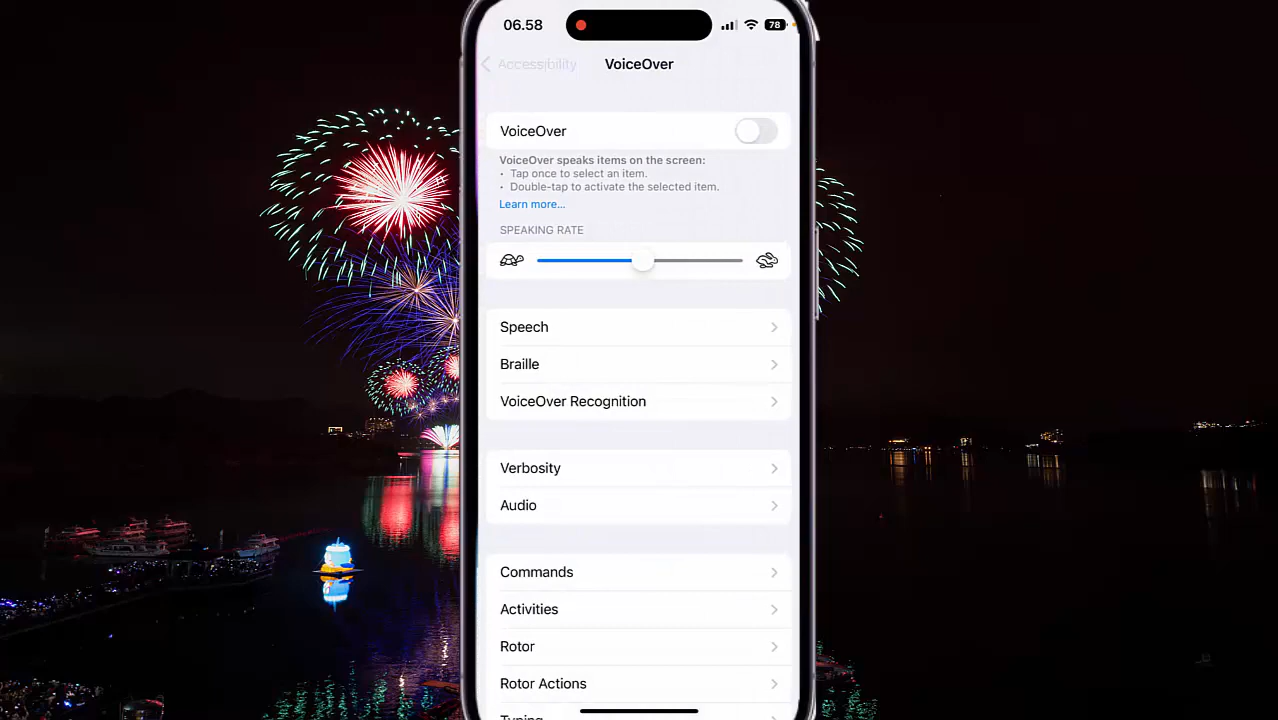 06.58
78
Accessibility
VoiceOver
VoiceOver
VoiceOver speaks items on the screen:
• Tap once to select an item.
• Double-tap to activate the selected item.
Learn more...
SPEAKING RATE
Speech
Braille
VoiceOver Recognition
Verbosity
Audio
Commands
Activities
Rotor
Rotor Actions
Typing